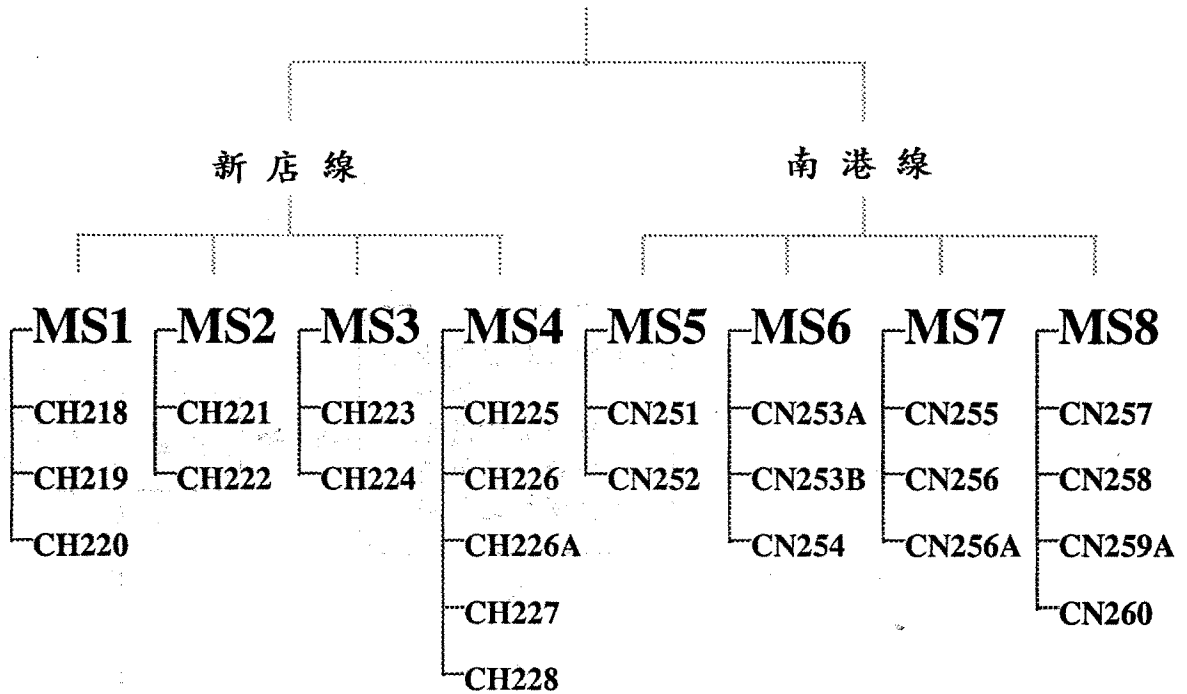 新店線 南港線
MS1 MS2 MS3 MS4 MS5 MS6 MS7 MS8
CH218 CH221 CH223 CH225 CN251 CN253A CN255 CN257
CH219 CH222 CH224 CH226 CN252 CN253B CN256 CN258
CH220 CH226A CN254 CN256A CN259A
CH227 CN260
CH228